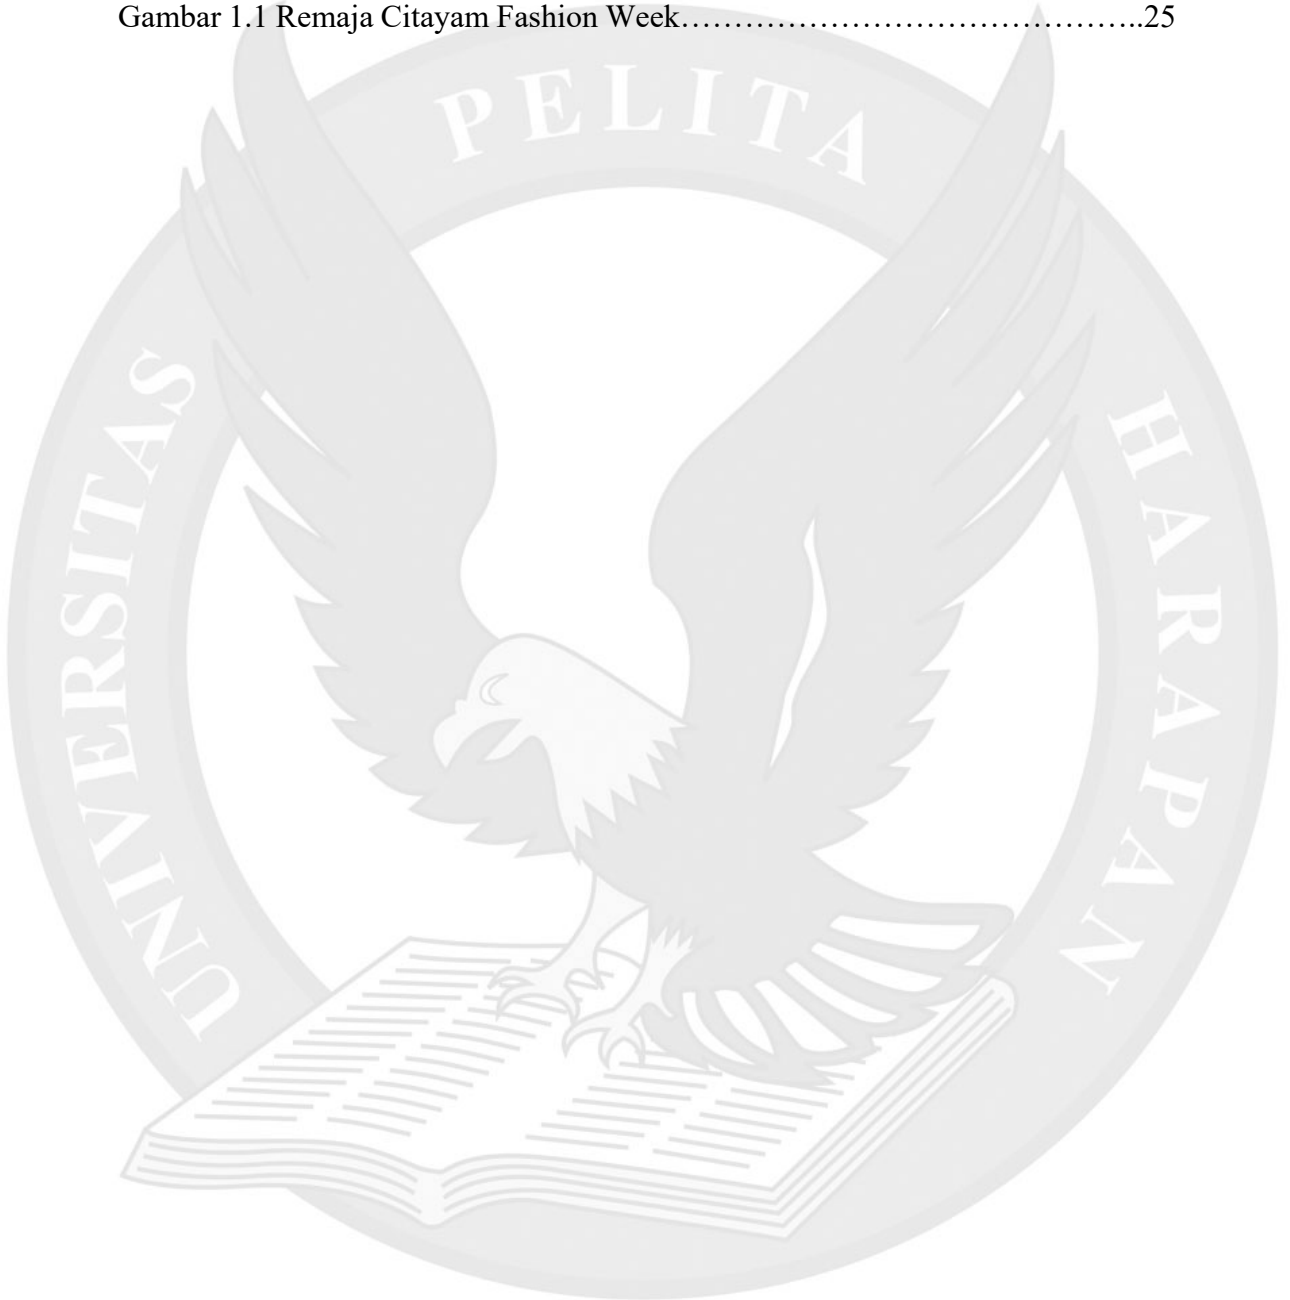 Gambar 1.1 Remaja Citayam Fashion Week…………………………………..25
PELITA
UNIVERSITAS
HARAPAN